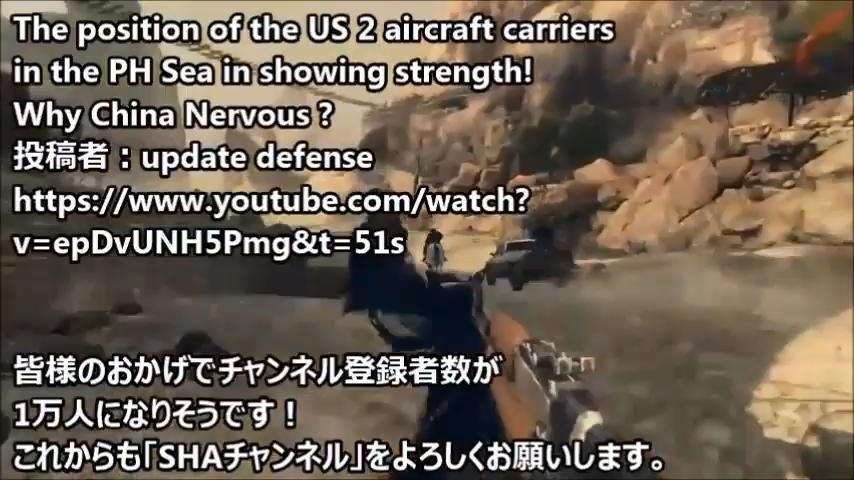 The position of the US 2 aircraft carriers
in the PH Sea in showing strength!
Why China Nervous ?
投稿者：update defense
https://www.youtube.com/watch?
v=epDvUNH5Pmg&t=51s
皆様のおかげでチャンネル登録者数が
1万人になりそうです！
これからも「SHAチャンネル」をよろしくお願いします。